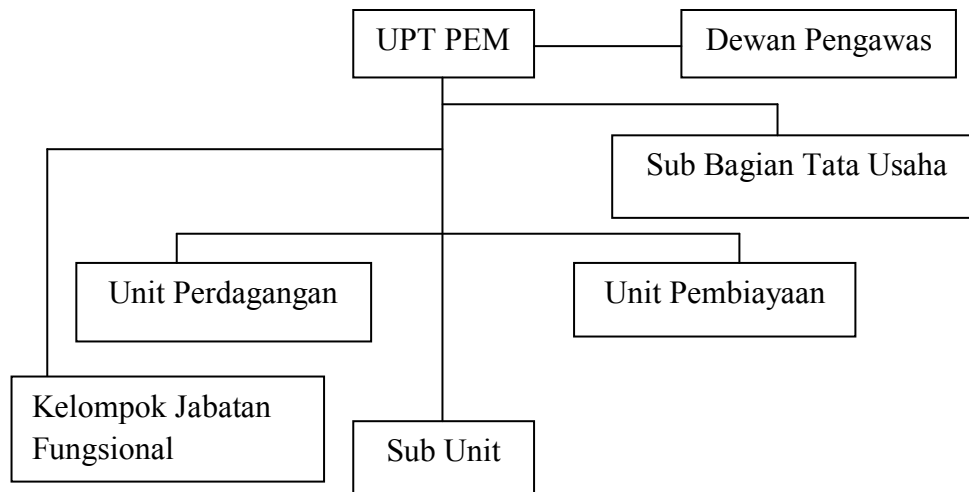 UPT PEM
Dewan Pengawas
Sub Bagian Tata Usaha
Unit Perdagangan
Unit Pembiayaan
Kelompok Jabatan
Fungsional
Sub Unit